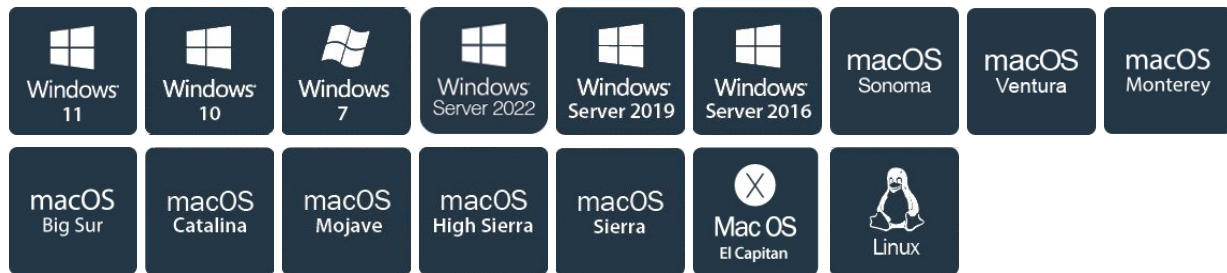 Windows
11
Windows
10
Windows
7
Windows
Server 2022
Windows
Server 2019
Windows
Server 2016
macOS
Sonoma
macOS
Ventura
macOS
Monterey
macOS
Big Sur
macOS
Catalina
macOS
Mojave
macOS
High Sierra
macOS
Sierra
X
Mac OS
El Capitan
Linux